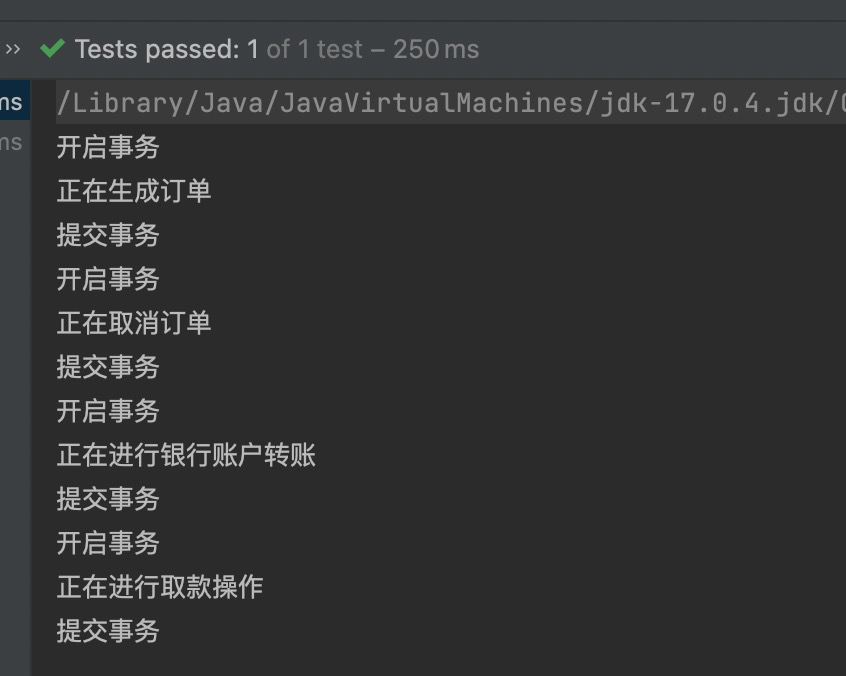 >> Tests passed: 1 of 1 test – 250 ms
ms /Library/Java/JavaVirtualMachines/jdk-17.0.4.jdk/
ms
开启事务
正在生成订单
提交事务
开启事务
正在取消订单
提交事务
开启事务
正在进行银行账户转账
提交事务
开启事务
正在进行取款操作
提交事务